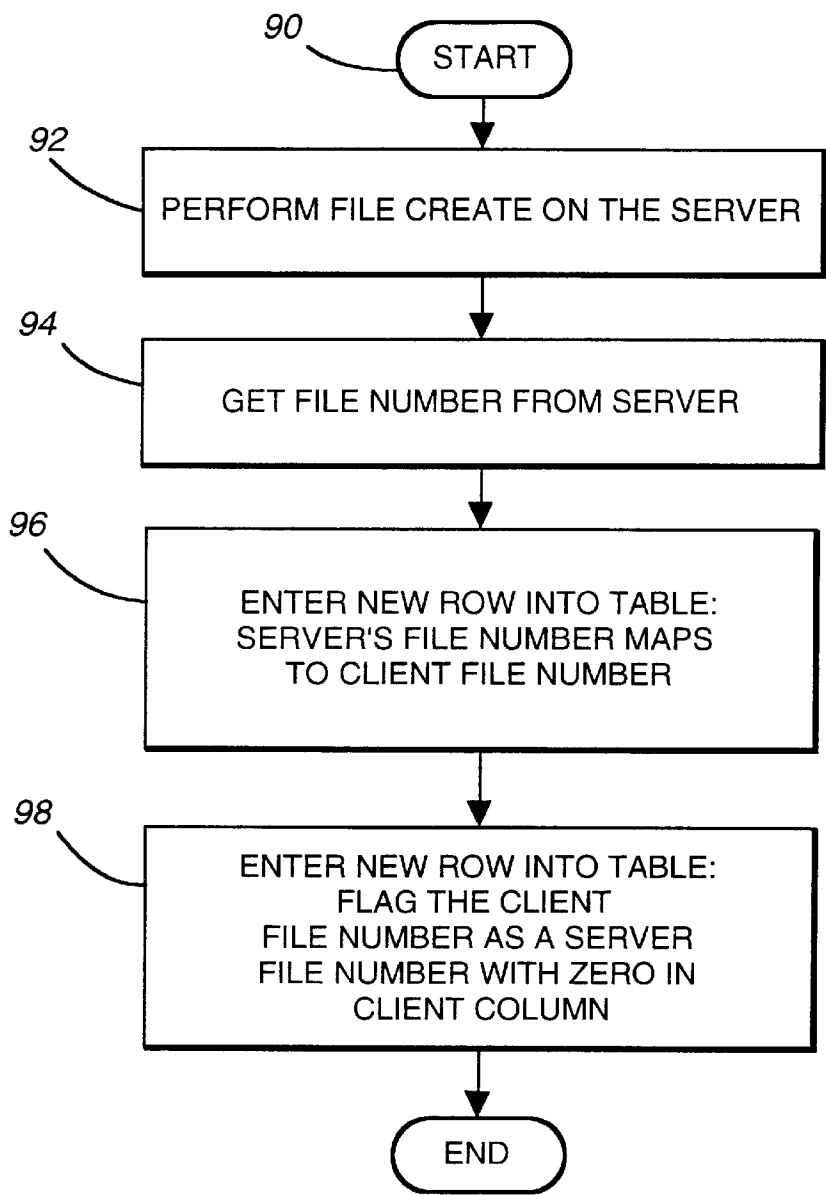 90
START
92
PERFORM FILE CREATE ON THE SERVER
94
GET FILE NUMBER FROM SERVER
96
ENTER NEW ROW INTO TABLE:
SERVER'S FILE NUMBER MAPS
TO CLIENT FILE NUMBER
98
ENTER NEW ROW INTO TABLE:
FLAG THE CLIENT
FILE NUMBER AS A SERVER
FILE NUMBER WITH ZERO IN
CLIENT COLUMN
END